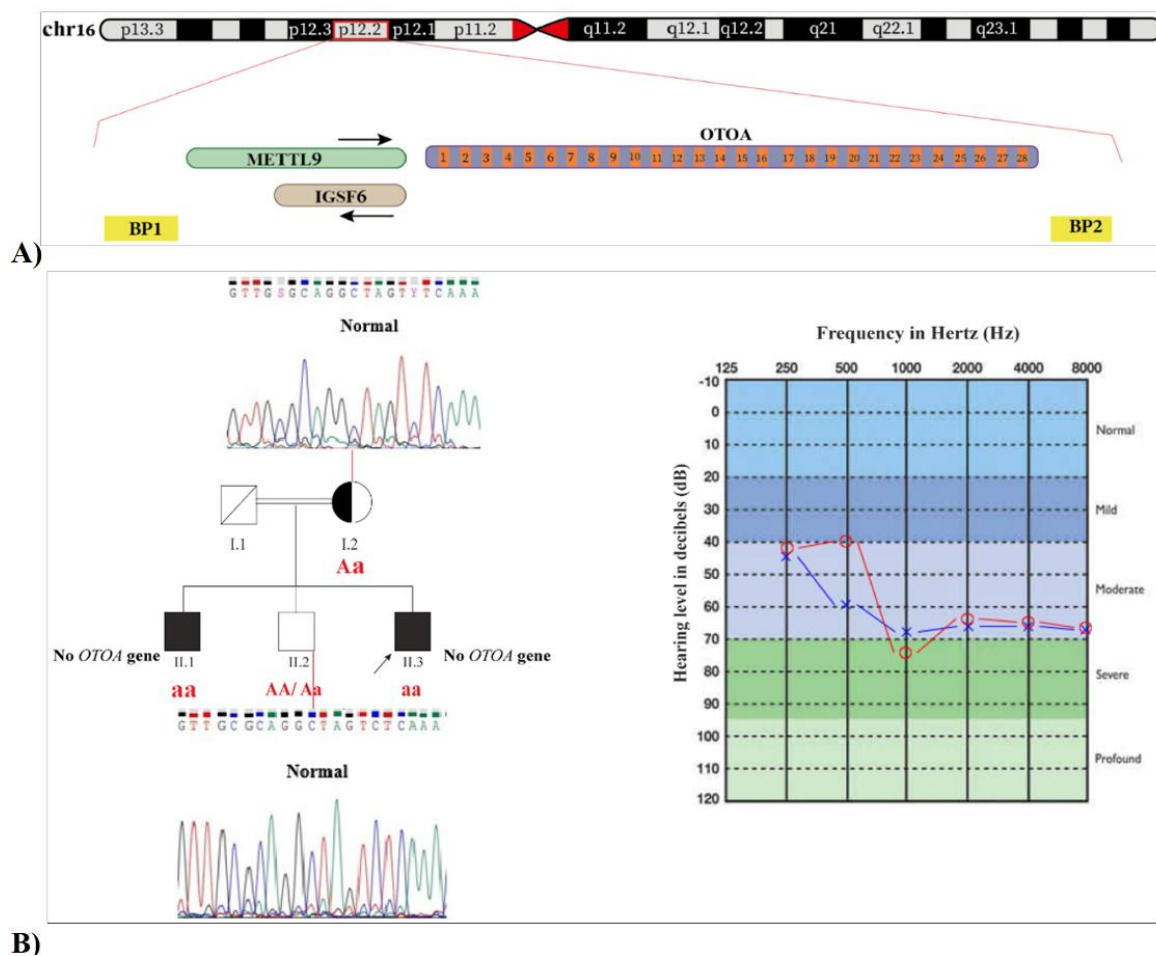 chr16 p13.3 p12.3 p12.2 p12.1 p11.2 q11.2 q12.1 q12.2 q21 q22.1 q23.1
OTOA
METTL9
1 2 3 4 5 6 7 8 9 10 11 12 13 14 15 16 17 18 19 20 21 22 23 24 25 26 27 28
IGSF6
BP1 BP2
A)
G T T G S G C A G G C T A G T Y T C A A A
Normal
I.1 I.2
Aa
No OTOA gene II.1 II.2 II.3 No OTOA gene
aa AA/ Aa aa
G T T G C G C A G G C T A G T C T C A A A
Normal
Frequency in Hertz (Hz)
125 250 500 1000 2000 4000 8000
Hearing level in decibels (dB)
-10
0 Normal
10
20
30 Mild
40
50
60 Moderate
70
80 Severe
90
100
110 Profound
120
B)